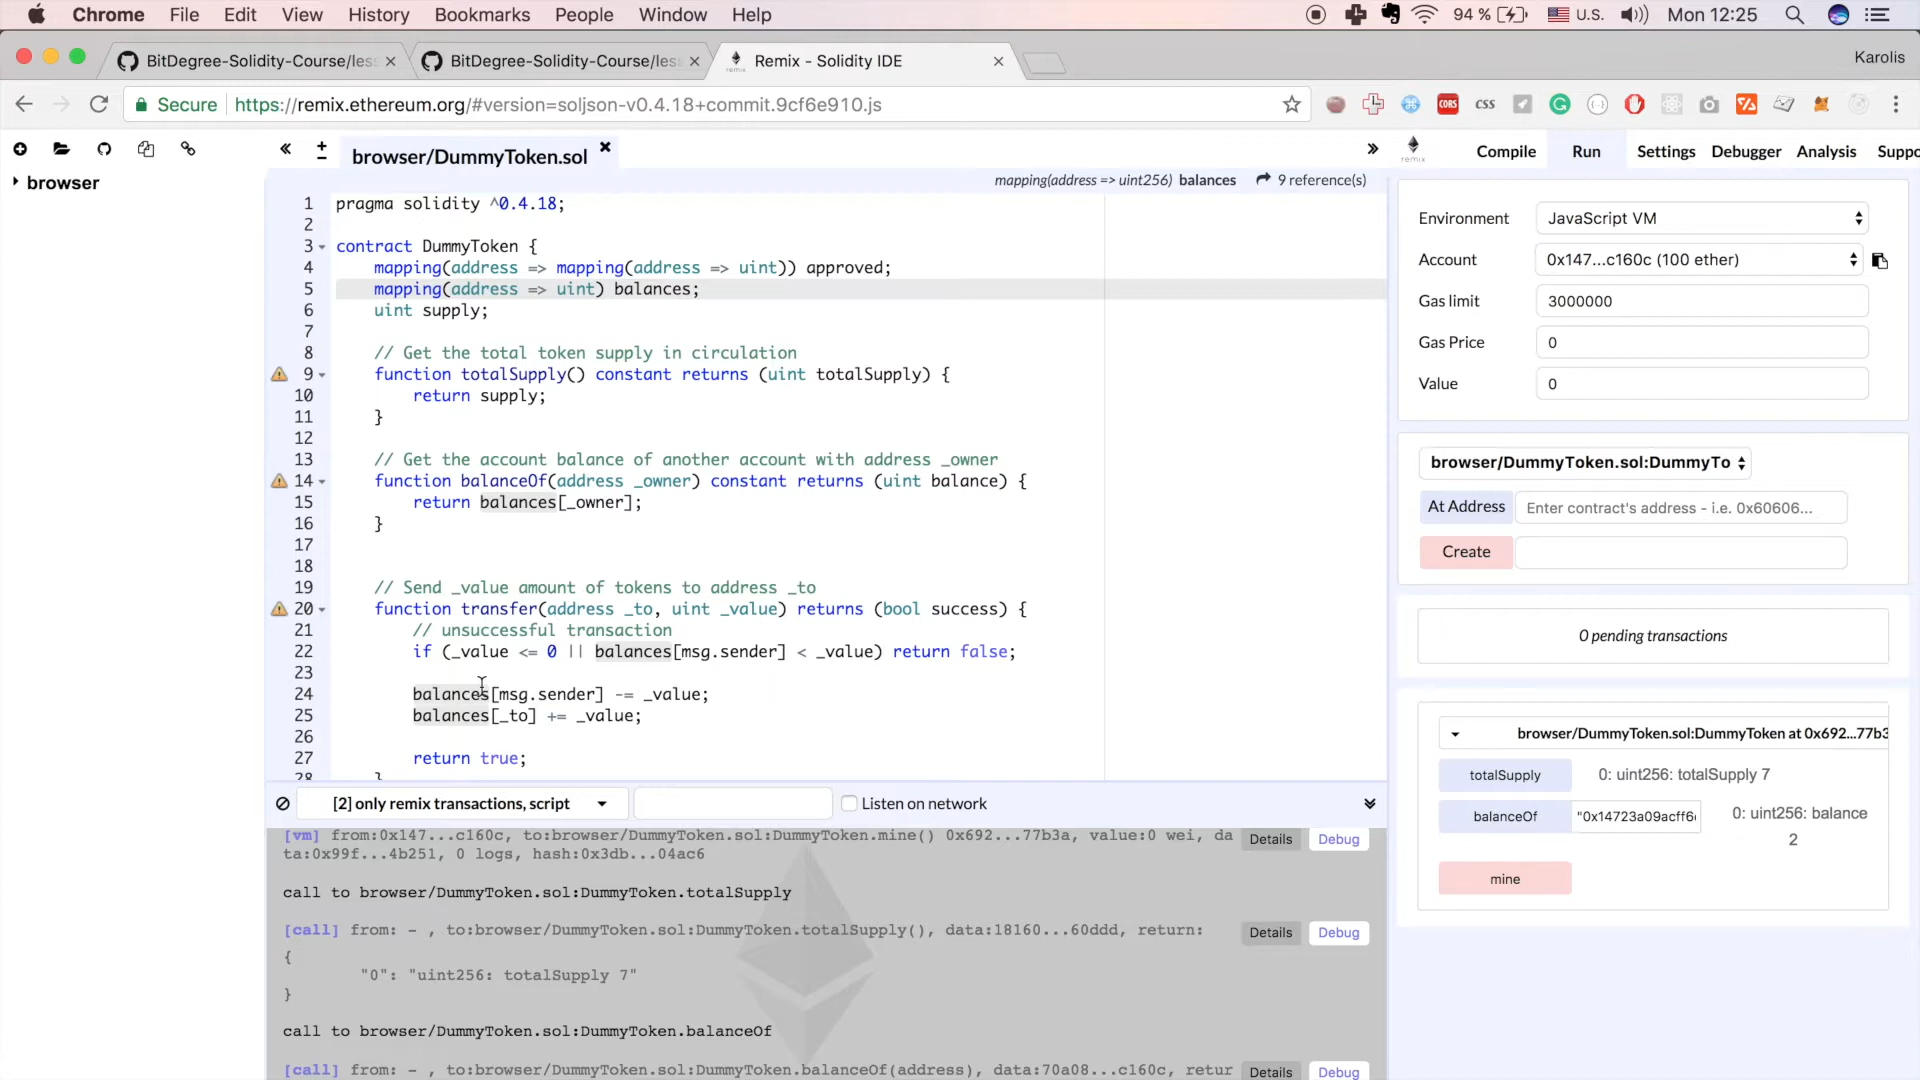 Chrome File Edit View History Bookmarks People Window Help 94 % U.S. Mon 12:25
BitDegree-Solidity-Course/less BitDegree-Solidity-Course/less Remix - Solidity IDE Karolis
Secure https://remix.ethereum.org/#version=soljson-v0.4.18+commit.9cf6e910.js
browser/DummyToken.sol
Compile Run Settings Debugger Analysis Suppo
browser
mapping(address => uint256) balances 9 reference(s)
1 pragma solidity ^0.4.18;
2
3 contract DummyToken {
4 mapping(address => mapping(address => uint)) approved;
5 mapping(address => uint) balances;
6 uint supply;
7
8 // Get the total token supply in circulation
9 function totalSupply() constant returns (uint totalSupply) {
10 return supply;
11 }
12
13 // Get the account balance of another account with address _owner
14 function balanceOf(address _owner) constant returns (uint balance) {
15 return balances[_owner];
16 }
17
18
19 // Send _value amount of tokens to address _to
20 function transfer(address _to, uint _value) returns (bool success) {
21 // unsuccessful transaction
22 if (_value <= 0 || balances[msg.sender] < _value) return false;
23
24 balances[msg.sender] -= _value;
25 balances[_to] += _value;
26
27 return true;
28 }
[2] only remix transactions, script Listen on network
[vm] from:0x147...c160c, to:browser/DummyToken.sol:DummyToken.mine() 0x692...77b3a, value:0 wei, da
ta:0x99f...4b251, 0 logs, hash:0x3db...04ac6
Details Debug
call to browser/DummyToken.sol:DummyToken.totalSupply
[call] from: - , to:browser/DummyToken.sol:DummyToken.totalSupply(), data:18160...60ddd, return:
Details Debug
{
"0": "uint256: totalSupply 7"
}
call to browser/DummyToken.sol:DummyToken.balanceOf
[call] from: - , to:browser/DummyToken.sol:DummyToken.balanceOf(address), data:70a08...c160c, retur
Details Debug
remix
Environment JavaScript VM
Account 0x147...c160c (100 ether)
Gas limit 3000000
Gas Price 0
Value 0
browser/DummyToken.sol:DummyTo
At Address Enter contract's address - i.e. 0x60606...
Create
0 pending transactions
browser/DummyToken.sol:DummyToken at 0x692...77b3
totalSupply 0: uint256: totalSupply 7
balanceOf "0x14723a09acff6 0: uint256: balance
2
mine